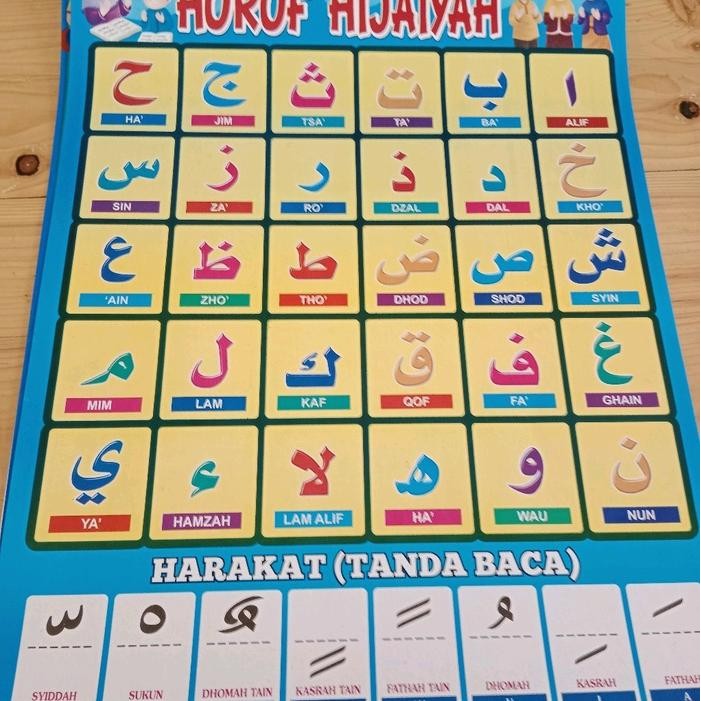 HURUF HIJAIYAH
ا ب ت ث ج ح
ALIF BA' TA' TSA' JIM HA'
خ د ذ ر ز س
KHO' DAL DZAL RO' ZA' SIN
ش ص ض ط ظ ع
SYIN SHOD DHOD THO' ZHO' 'AIN
غ ف ق ك ل م
GHAIN FA' QOF KAF LAM MIM
ن و ه لا ء ي
NUN WAU HA' LAM ALIF HAMZAH YA'
HARAKAT (TANDA BACA)
FATHAH KASRAH DHOMAH FATHAH TAIN KASRAH TAIN DHOMAH TAIN SUKUN SYIDDAH
A I